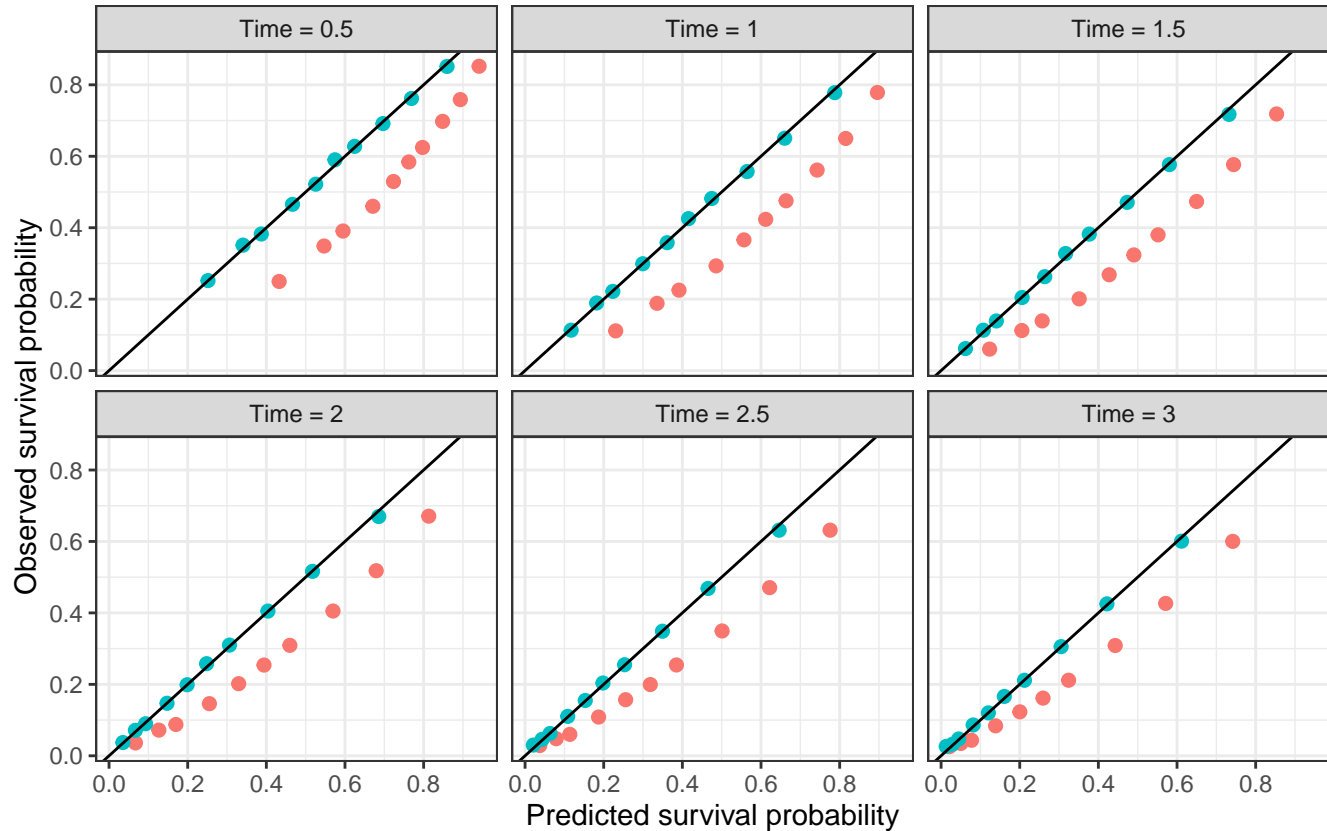 Time = 0.5
Time = 1
Time = 1.5
0.8
0.6
0.4
0.2
0.0
Time = 2
Time = 2.5
Time = 3
0.8
0.6
0.4
0.2
0.0
0.0 0.2 0.4 0.6 0.8
0.0 0.2 0.4 0.6 0.8
0.0 0.2 0.4 0.6 0.8
Observed survival probability
Predicted survival probability